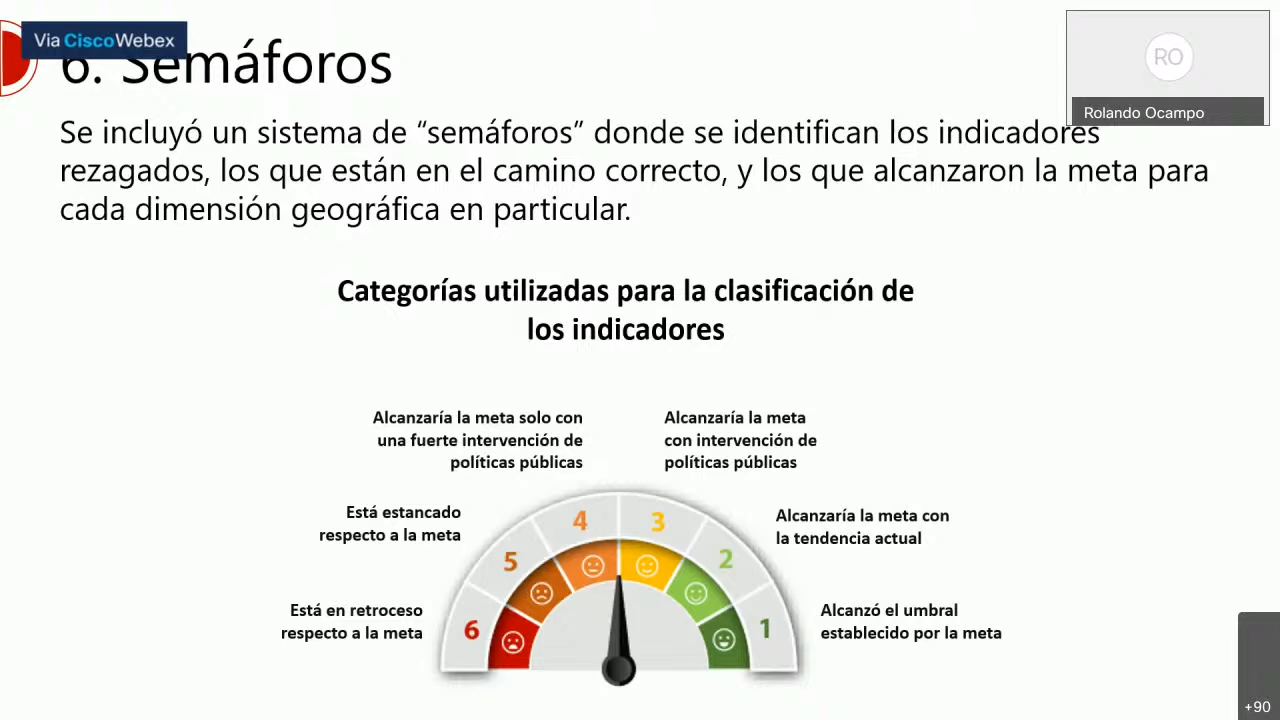 Via Cisco Webex
6. Semáforos
RO
Rolando Ocampo
Se incluyó un sistema de “semáforos” donde se identifican los indicadores
rezagados, los que están en el camino correcto, y los que alcanzaron la meta para
cada dimensión geográfica en particular.
Categorías utilizadas para la clasificación de
los indicadores
Alcanzaría la meta solo con
una fuerte intervención de
políticas públicas
Alcanzaría la meta
con intervención de
políticas públicas
Está estancado
respecto a la meta
Alcanzaría la meta con
la tendencia actual
Está en retroceso
respecto a la meta
Alcanzó el umbral
establecido por la meta
6
5
4
3
2
1
+90